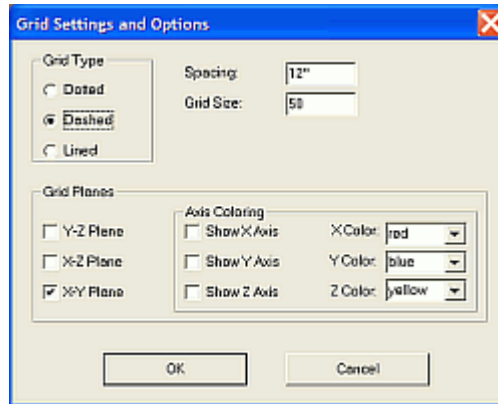 Grid Settings and Options
Grid Type
Doted
Dashed
Lined
Spacing: 12"
Grid Size: 50
Grid Planes
Y-Z Plane
X-Z Plane
X-Y Plane
Axis Coloring
Show X Axis X Color: red
Show Y Axis Y Color: blue
Show Z Axis Z Color: yellow
OK Cancel